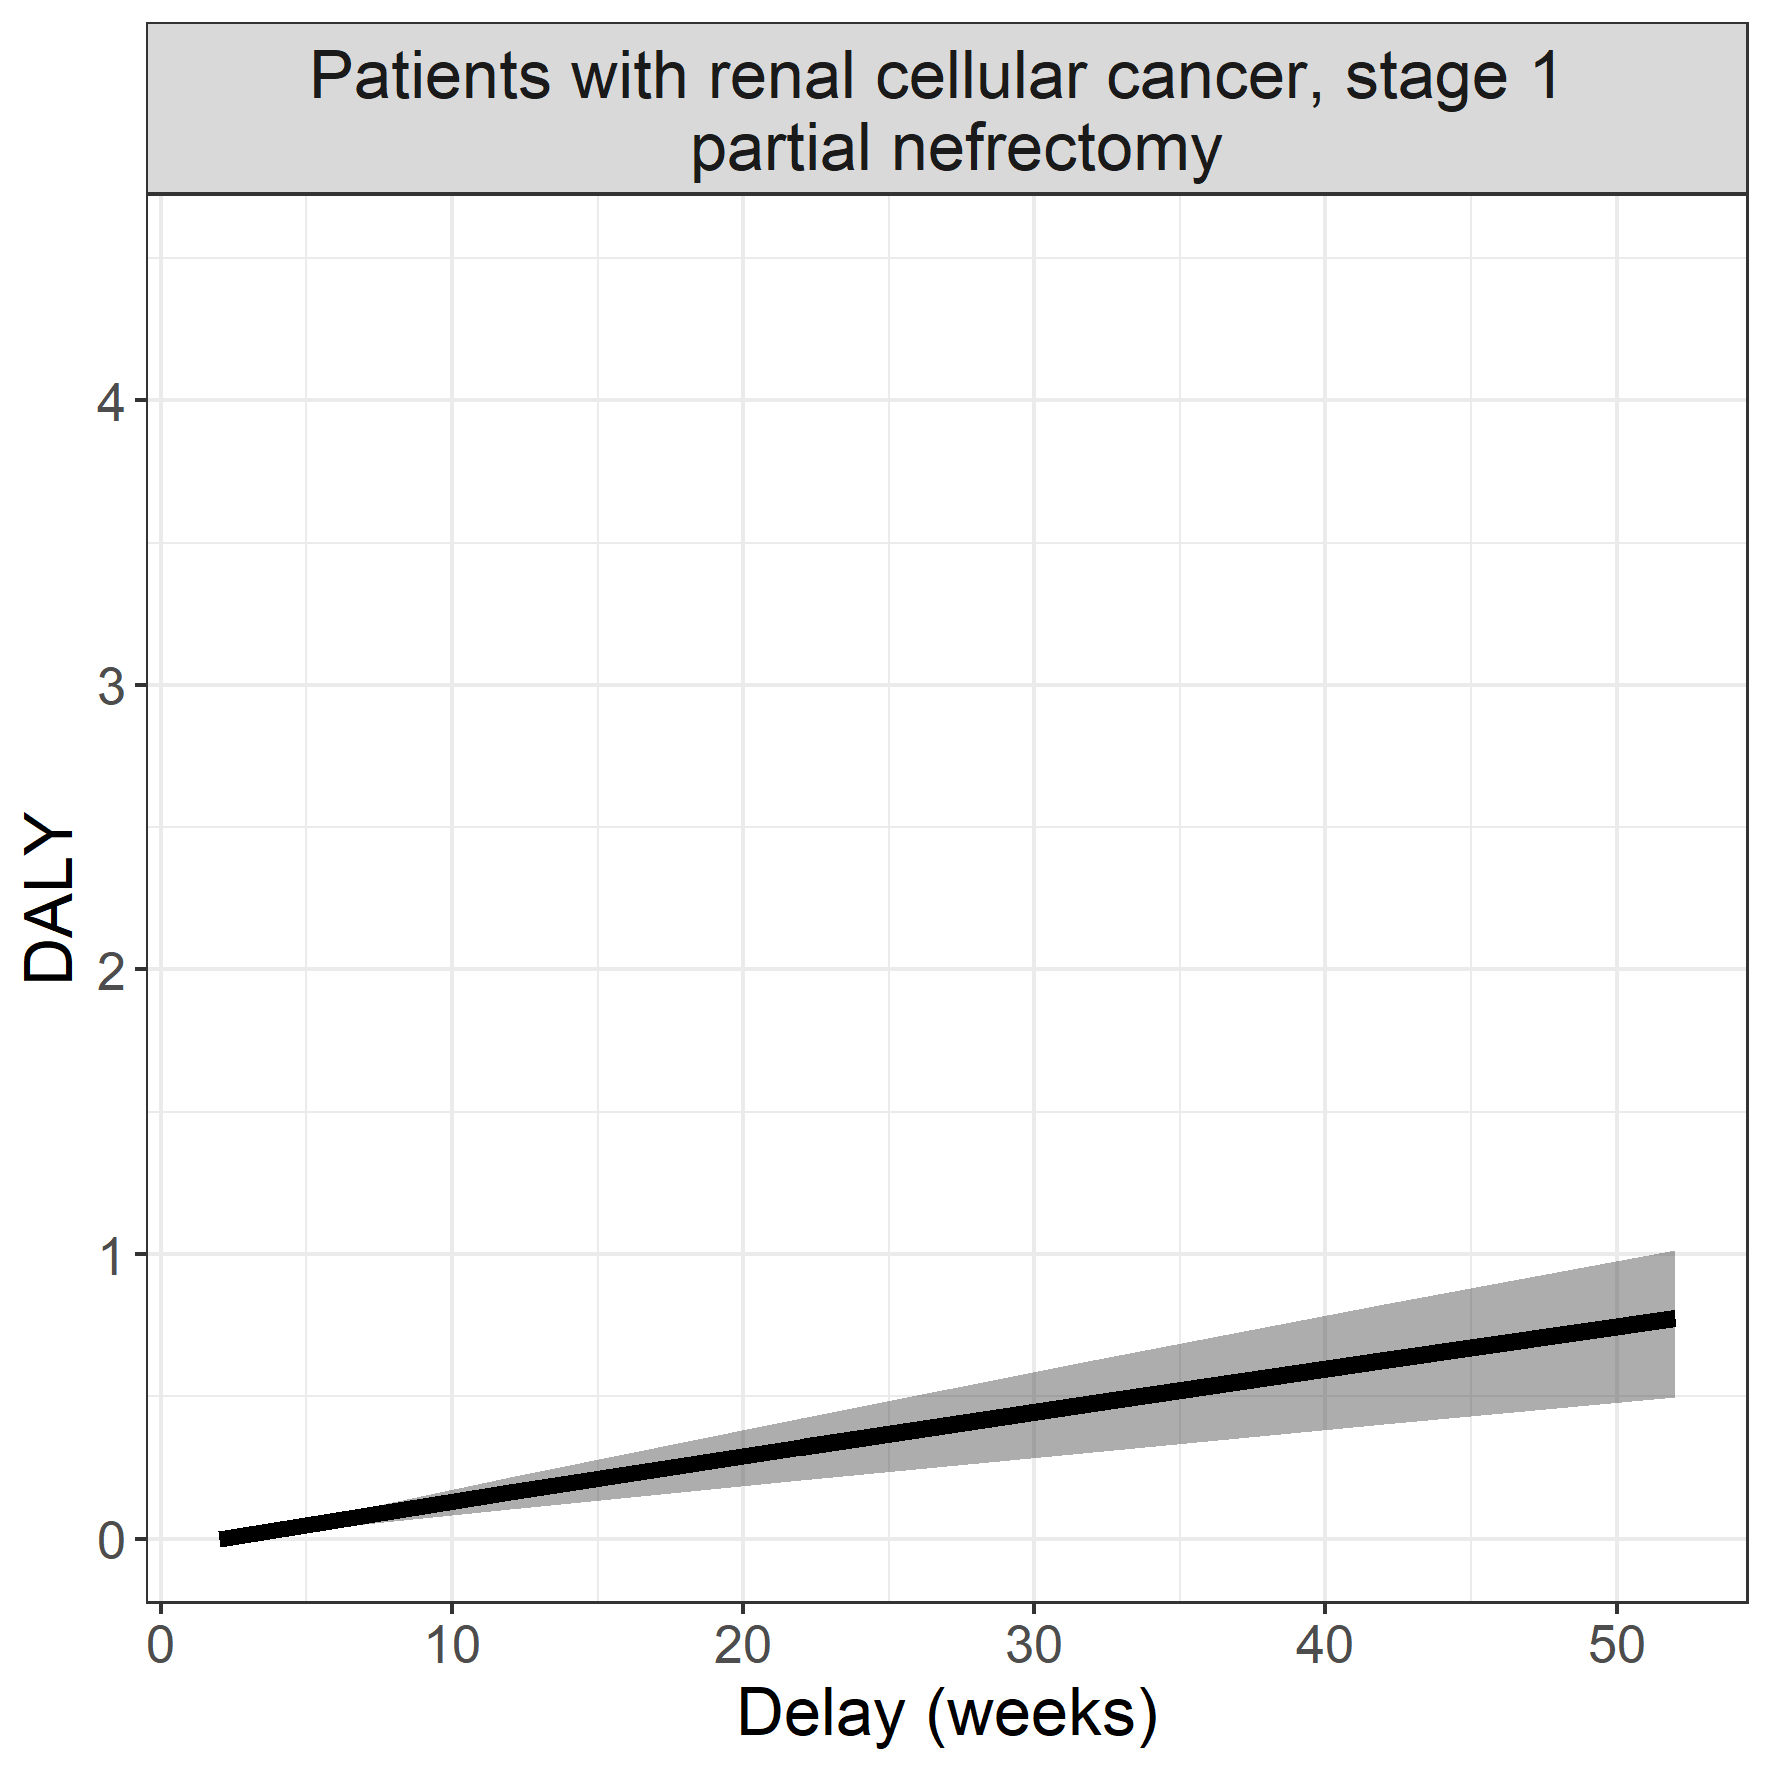 Patients with renal cellular cancer, stage 1
partial nefrectomy
4
3
2
1
0
DALY
0 10 20 30 40 50
Delay (weeks)